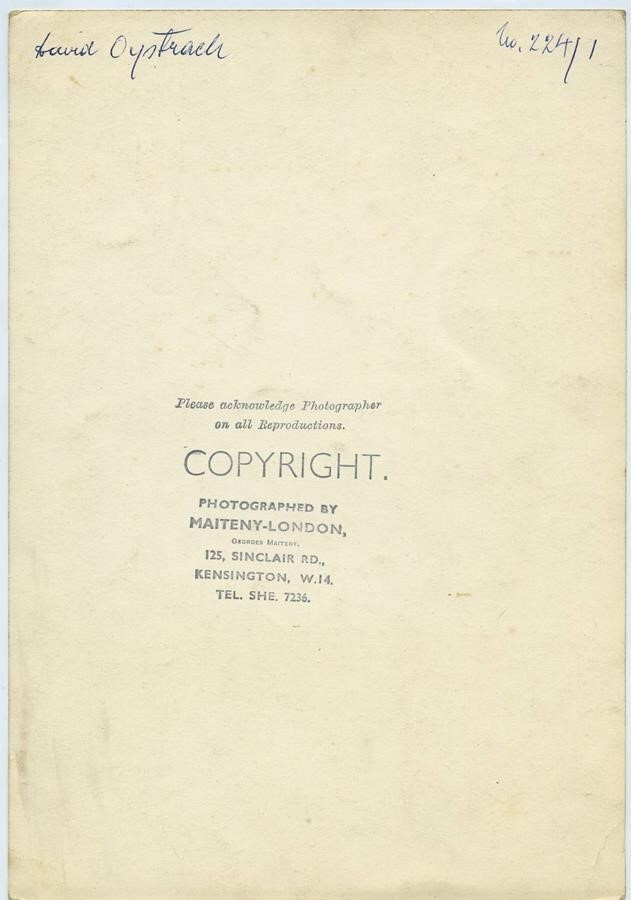 David Oystrach
No. 224/1
Please acknowledge Photographer
on all Reproductions.
COPYRIGHT.
PHOTOGRAPHED BY
MAITENY-LONDON,
GEORGES MAITENY.
125, SINCLAIR RD.,
KENSINGTON, W.14.
TEL. SHE. 7236.